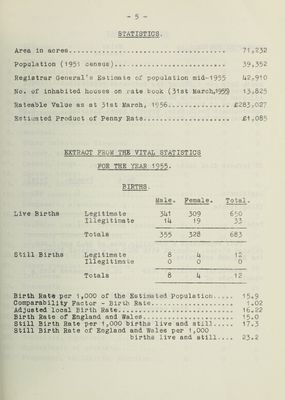 - 5 -
STATISTICS.
Area in acres........................................ 71,232
Population (1951 census)............................. 39,352
Registrar General's Estimate of population mid-1955 42,910
No. of inhabited houses on rate book (31st March,1955) 13,825
Rateable Value as at 31st March, 1956............... £283,027
Estimated Product of Penny Rate..................... £1,085
EXTRACT FROM THE VITAL STATISTICS
FOR THE YEAR 1955.
BIRTHS.
Male. Female. Total.
Live Births Legitimate 341 309 650
Illegitimate 14 19 33
Totals 355 328 683
Still Births Legitimate 8 4 12
Illegitimate 0 0 0
Totals 8 4 12
Birth Rate per 1,000 of the Estimated Population..... 15.9
Comparability Factor - Birth Rate.................... 1.02
Adjusted local Birth Rate............................ 16.22
Birth Rate of England and Wales...................... 15.0
Still Birth Rate per 1,000 births live and still..... 17.3
Still Birth Rate of England and Wales per 1,000
births live and still.... 23.2